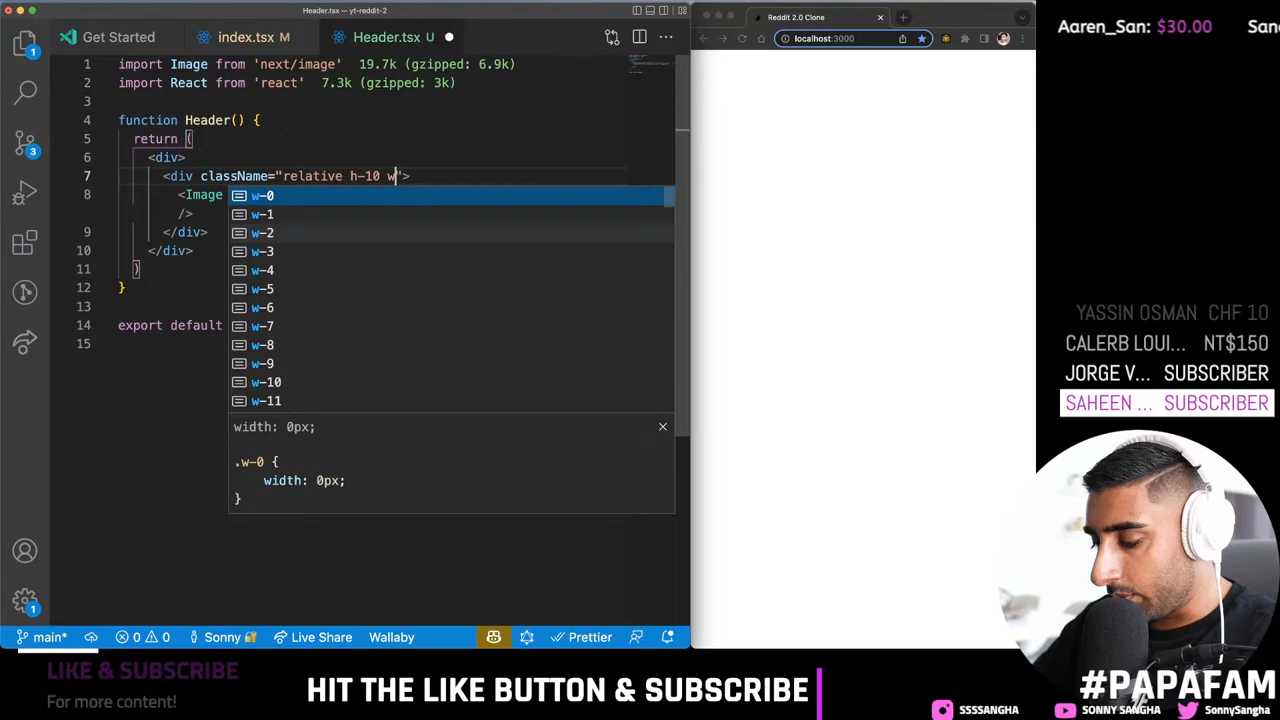 Header.tsx — yt-reddit-2
Get Started
index.tsx M
Header.tsx U
1 import Image from 'next/image' 19.7k (gzipped: 6.9k)
2 import React from 'react' 7.3k (gzipped: 3k)
3
4 function Header() {
5 return (
6 <div>
7 <div className="relative h-10 w">
8 <Image
/>
9 </div>
10 </div>
11 )
12 }
13
14 export default
15
w-0
w-1
w-2
w-3
w-4
w-5
w-6
w-7
w-8
w-9
w-10
w-11
width: 0px;
.w-0 {
width: 0px;
}
1
3
1
main*
0 0
Sonny
Live Share
Wallaby
Prettier
Reddit 2.0 Clone
localhost:3000
Aaren_San: $30.00
YASSIN OSMAN CHF 10
CALERB LOUI... NT$150
JORGE V... SUBSCRIBER
SAHEEN ... SUBSCRIBER
LIKE & SUBSCRIBE
For more content!
HIT THE LIKE BUTTON & SUBSCRIBE
#PAPAFAM
SSSSANGHA
SONNY SANGHA
SonnySangha